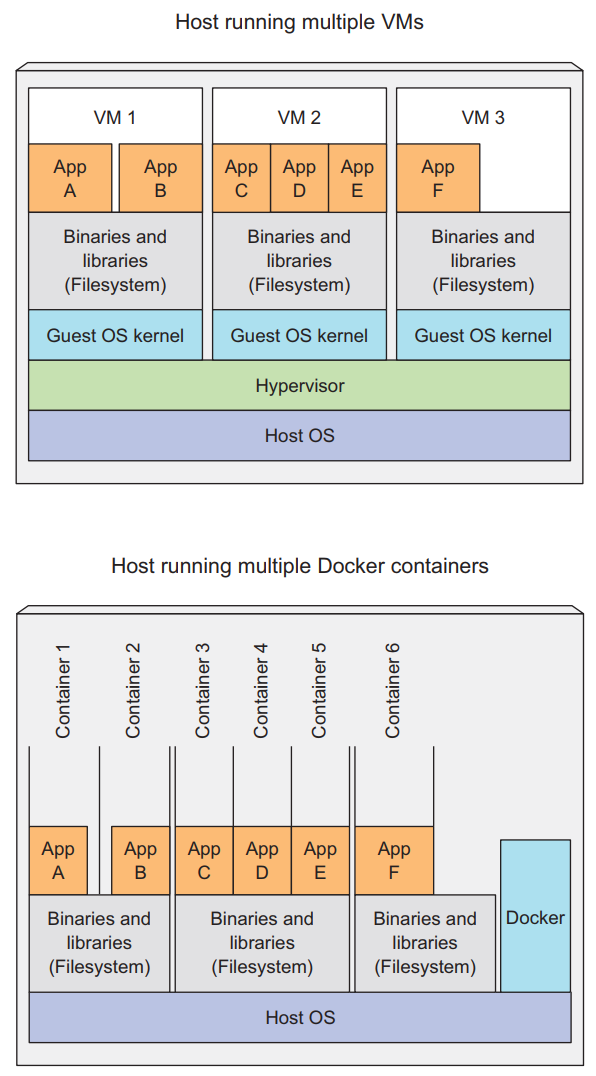 Host running multiple VMs
VM 1
VM 2
VM 3
App
A
App
B
App
C
App
D
App
E
App
F
Binaries and
libraries
(Filesystem)
Binaries and
libraries
(Filesystem)
Binaries and
libraries
(Filesystem)
Guest OS kernel
Guest OS kernel
Guest OS kernel
Hypervisor
Host OS
Host running multiple Docker containers
Container 1
Container 2
Container 3
Container 4
Container 5
Container 6
App
A
App
B
App
C
App
D
App
E
App
F
Binaries and
libraries
(Filesystem)
Binaries and
libraries
(Filesystem)
Binaries and
libraries
(Filesystem)
Docker
Host OS